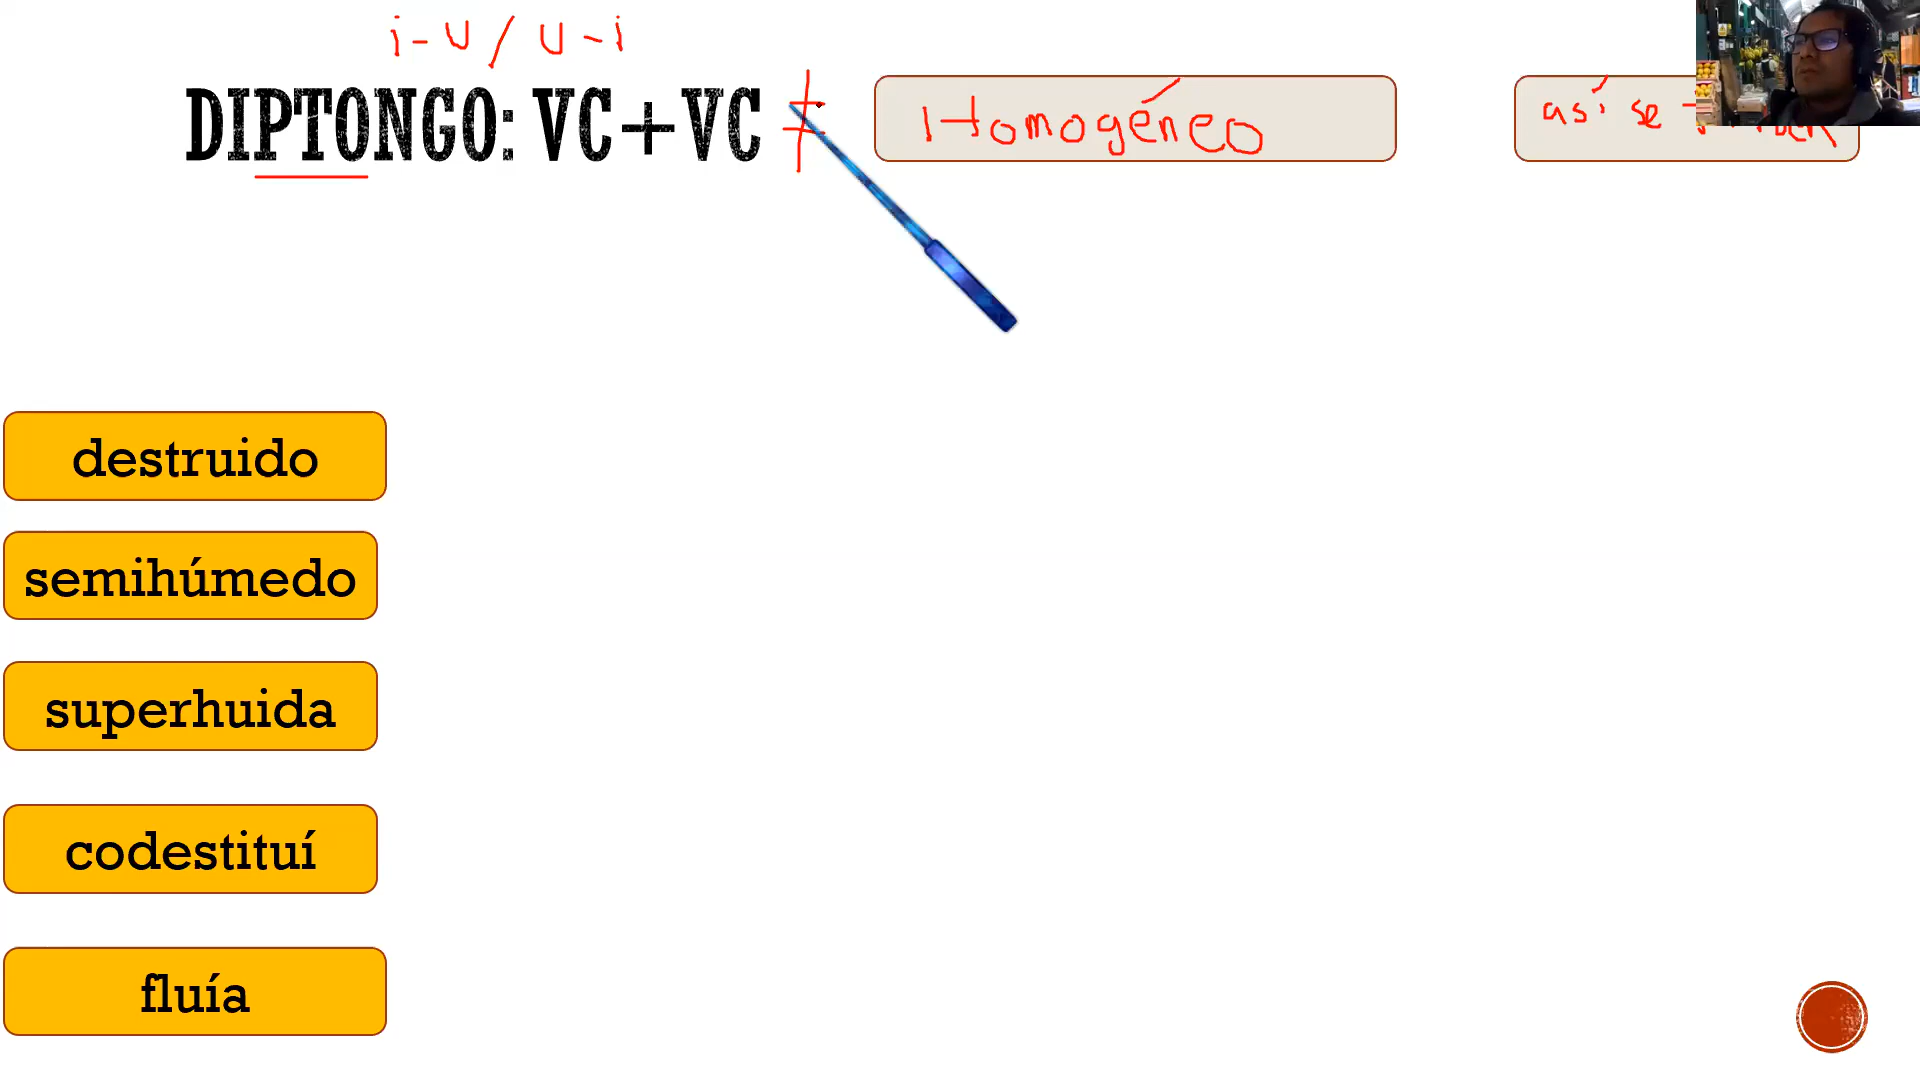 i-U / U-i
DIPTONGO: VC+VC ≠
Homogéneo
así se
destruido
semihúmedo
superhuida
codestituí
fluía